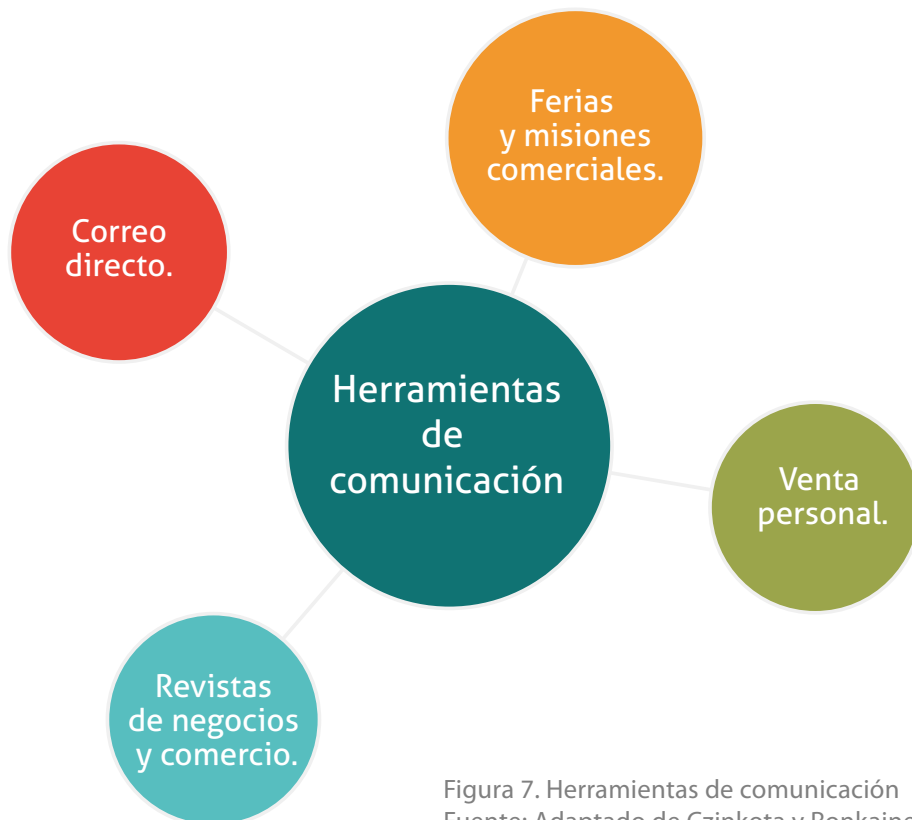 Ferias
y misiones
comerciales.
Correo
directo.
Herramientas
de
comunicación
Venta
personal.
Revistas
de negocios
y comercio.
Figura 7. Herramientas de comunicación
Fuente: Adaptado de Czinkota y Ronkainen